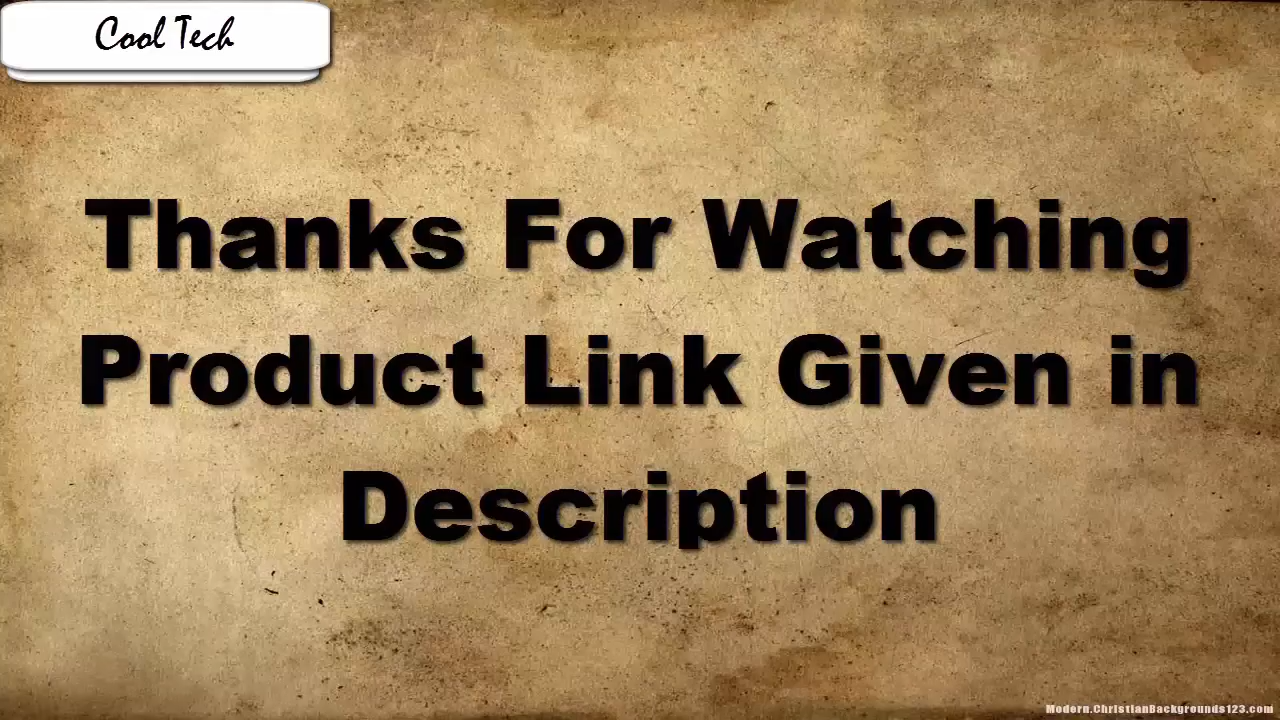 Cool Tech
Thanks For Watching
Product Link Given in
Description
Modern.ChristianBackgrounds123.com